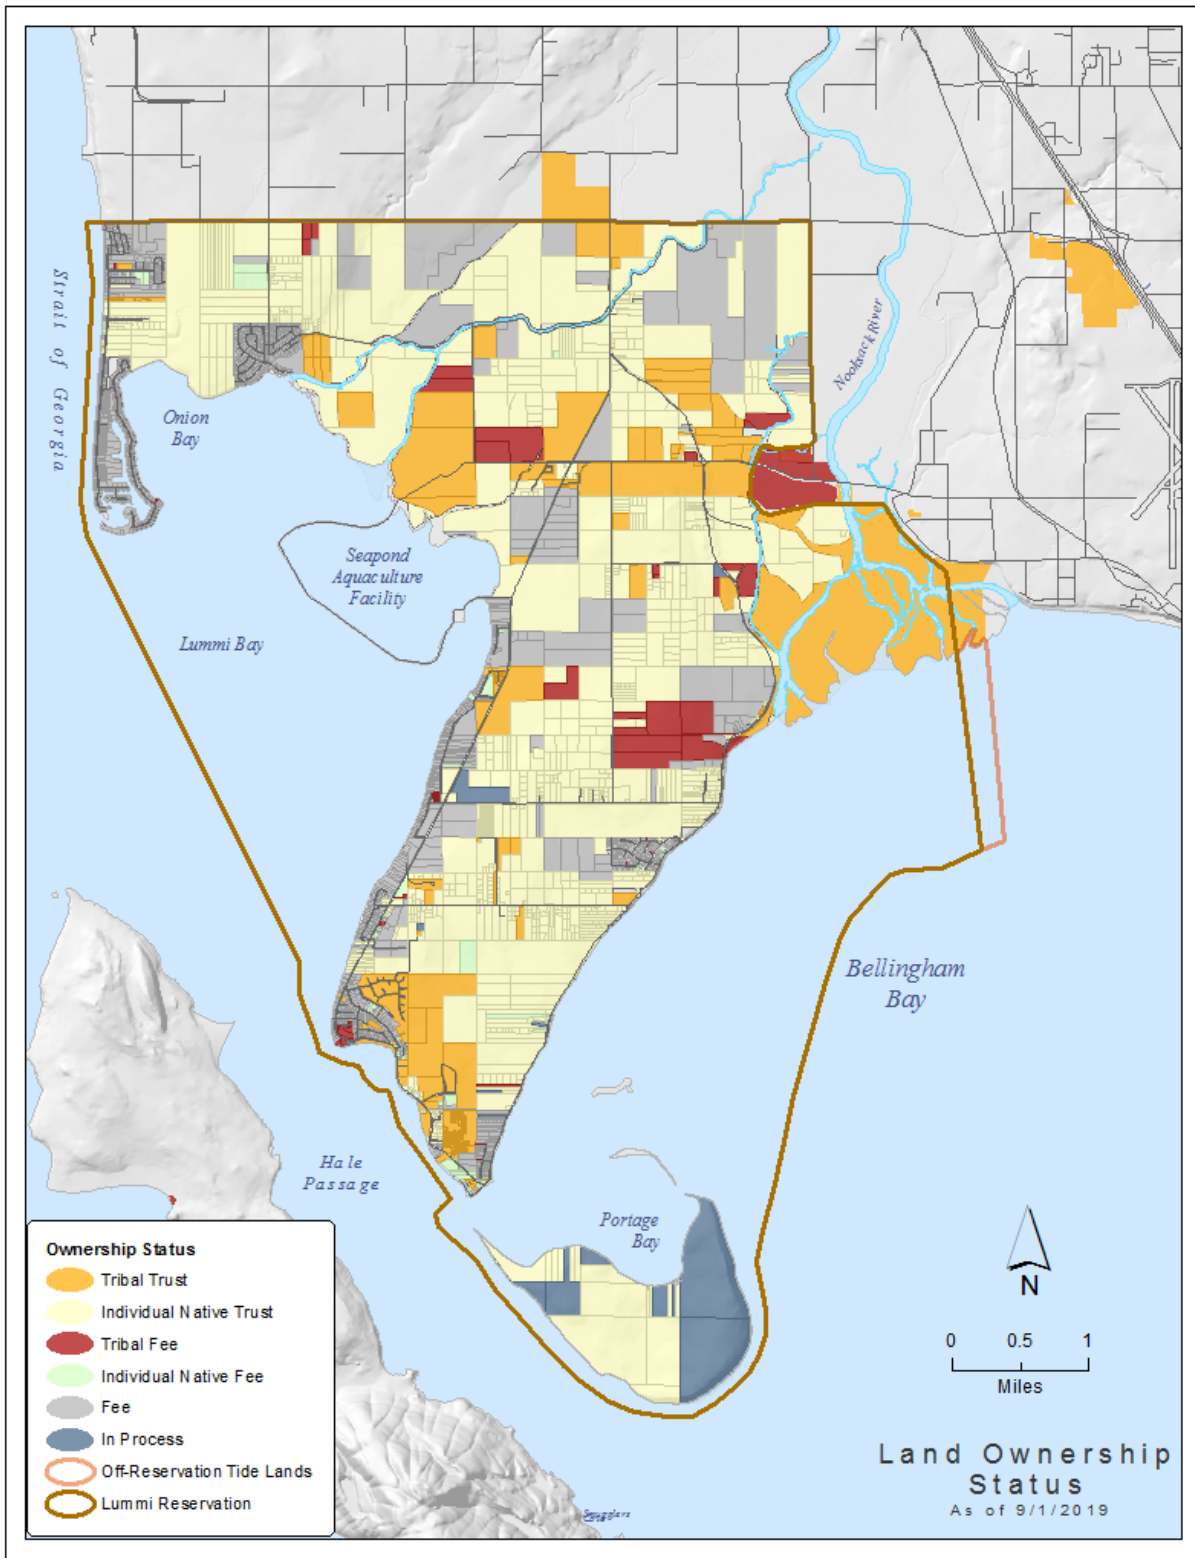 Strait of Georgia
Onion
Bay
Nooksack River
Seapond
Aquaculture
Facility
Lummi Bay
Bellingham
Bay
Hale
Passage
Portage
Bay
Ownership Status
Tribal Trust
Individual Native Trust
Tribal Fee
Individual Native Fee
Fee
In Process
Off-Reservation Tide Lands
Lummi Reservation
N
0 0.5 1
Miles
Land Ownership
Status
As of 9/1/2019
Smugglers